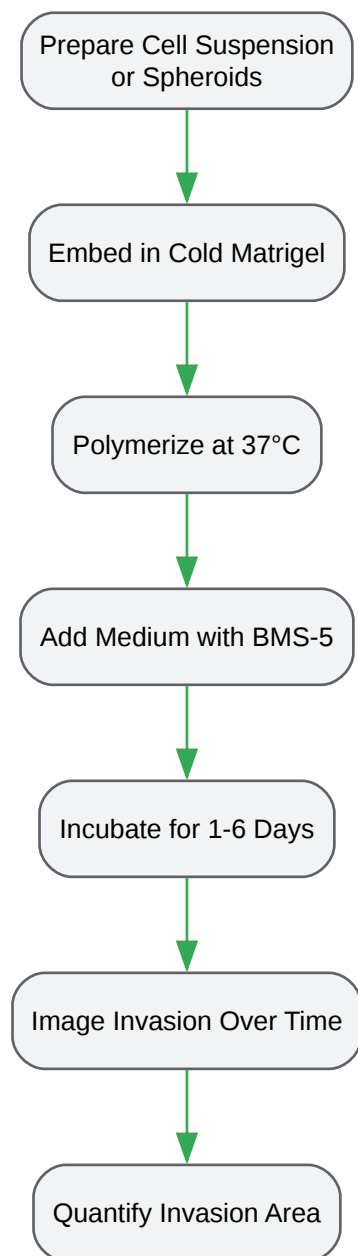 Prepare Cell Suspension
or Spheroids
Embed in Cold Matrigel
Polymerize at 37°C
Add Medium with BMS-5
Incubate for 1-6 Days
Image Invasion Over Time
Quantify Invasion Area